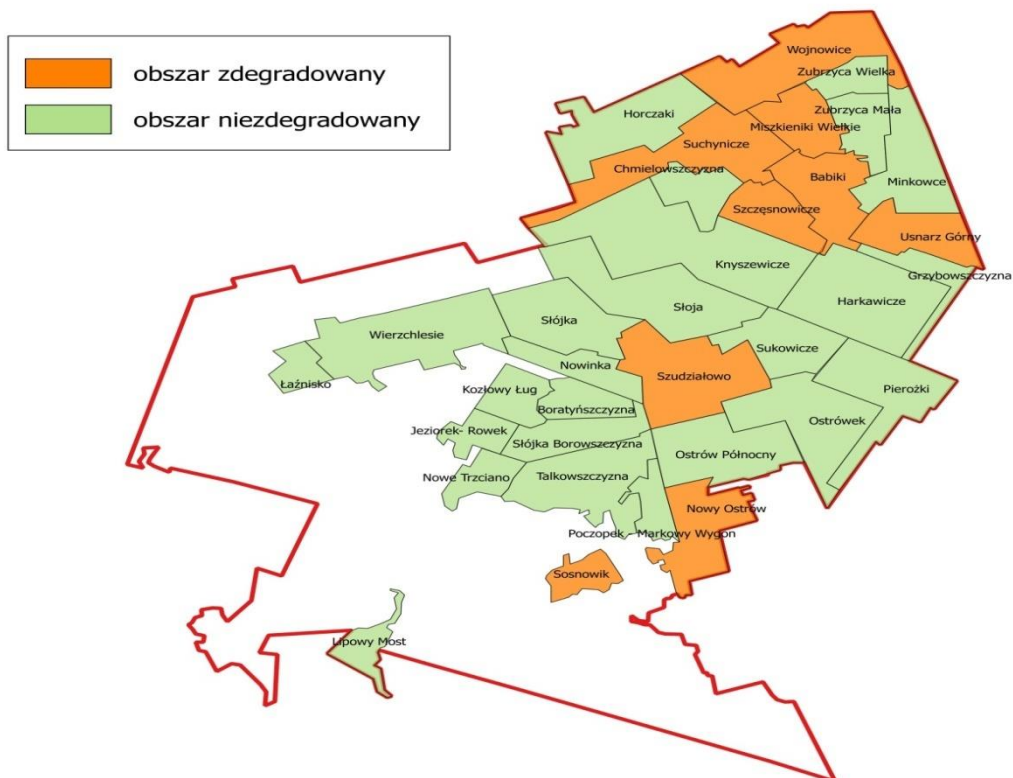 obszar zdegradowany
obszar niezdegradowany
Wojnowice
Zubrzyca Wielka
Horczaki
Zubrzyca Mała
Miszkieniki Wielkie
Suchynicze
Chmielowszczyzna
Babiki
Minkowce
Szczęsnowicze
Usnarz Górny
Knyszewicze
Grzybowszczyzna
Harkawicze
Słoja
Słójka
Wierzchlesie
Sukowicze
Nowinka
Szudziałowo
Łaźnisko
Kozłowy Ług
Pierożki
Boratyńszczyzna
Ostrówek
Jeziorek- Rowek
Słójka Borowszczyzna
Ostrów Północny
Nowe Trzciano
Talkowszczyzna
Nowy Ostrów
Poczopek - Markowy Wygon
Sosnowik
Lipowy Most